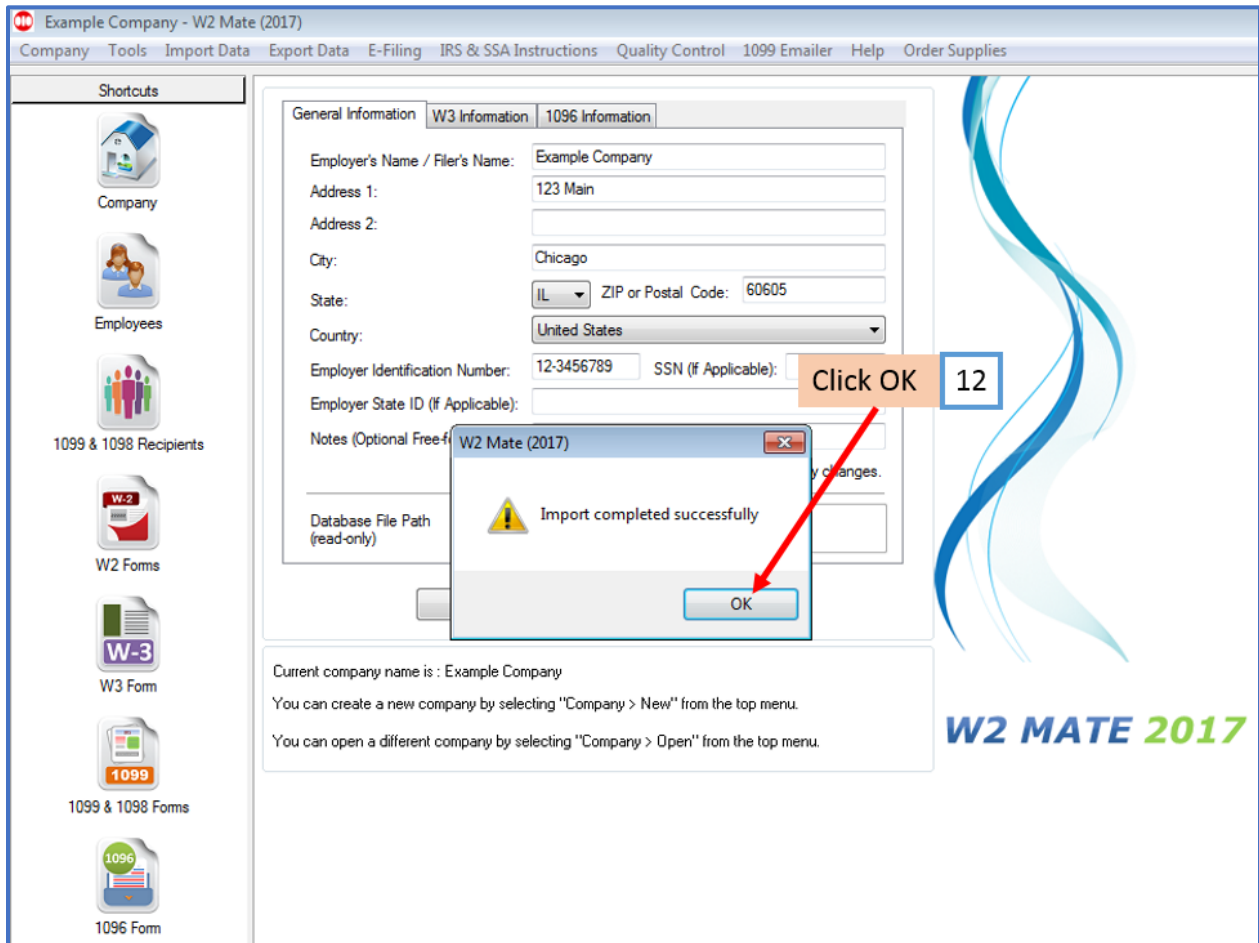 Example Company - W2 Mate (2017)
Company Tools Import Data Export Data E-Filing IRS & SSA Instructions Quality Control 1099 Emailer Help Order Supplies
Shortcuts
Company
Employees
1099 & 1098 Recipients
W-2
W2 Forms
W-3
W3 Form
1099
1099 & 1098 Forms
1096
1096 Form
General Information W3 Information 1096 Information
Employer's Name / Filer's Name: Example Company
Address 1: 123 Main
Address 2:
City: Chicago
State: IL ZIP or Postal Code: 60605
Country: United States
Employer Identification Number: 12-3456789 SSN (If Applicable):
Click OK 12
Employer State ID (If Applicable):
Notes (Optional Free-f
y changes.
Database File Path
(read-only)
W2 Mate (2017)
Import completed successfully
OK
Current company name is : Example Company
You can create a new company by selecting "Company > New" from the top menu.
You can open a different company by selecting "Company > Open" from the top menu.
W2 MATE 2017